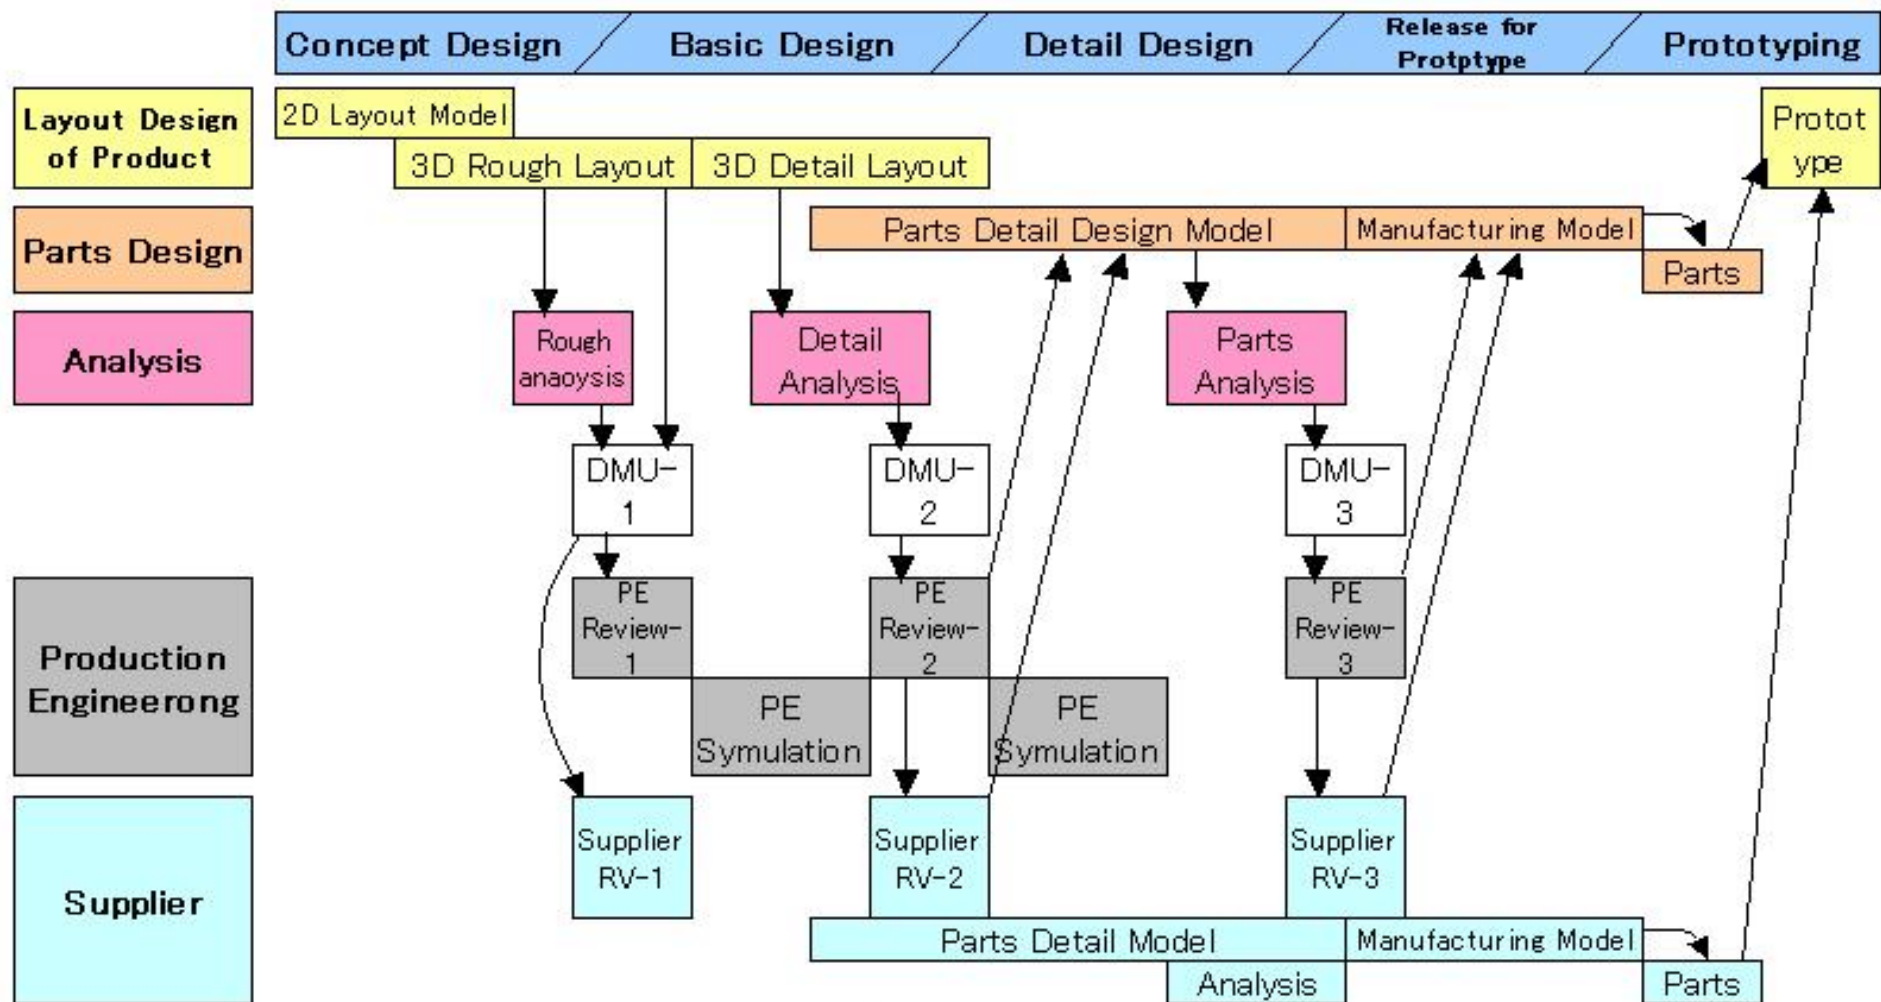 Concept Design
Basic Design
Detail Design
Release for
Protptype
Prototyping
Layout Design
of Product
2D Layout Model
3D Rough Layout
3D Detail Layout
Protot
ype
Parts Design
Parts Detail Design Model
Manufacturing Model
Parts
Analysis
Rough
anaoysis
Detail
Analysis
Parts
Analysis
DMU-
1
DMU-
2
DMU-
3
Production
Engineerong
PE
Review-
1
PE
Review-
2
PE
Review-
3
PE
Symulation
PE
Symulation
Supplier
Supplier
RV-1
Supplier
RV-2
Supplier
RV-3
Parts Detail Model
Manufacturing Model
Analysis
Parts